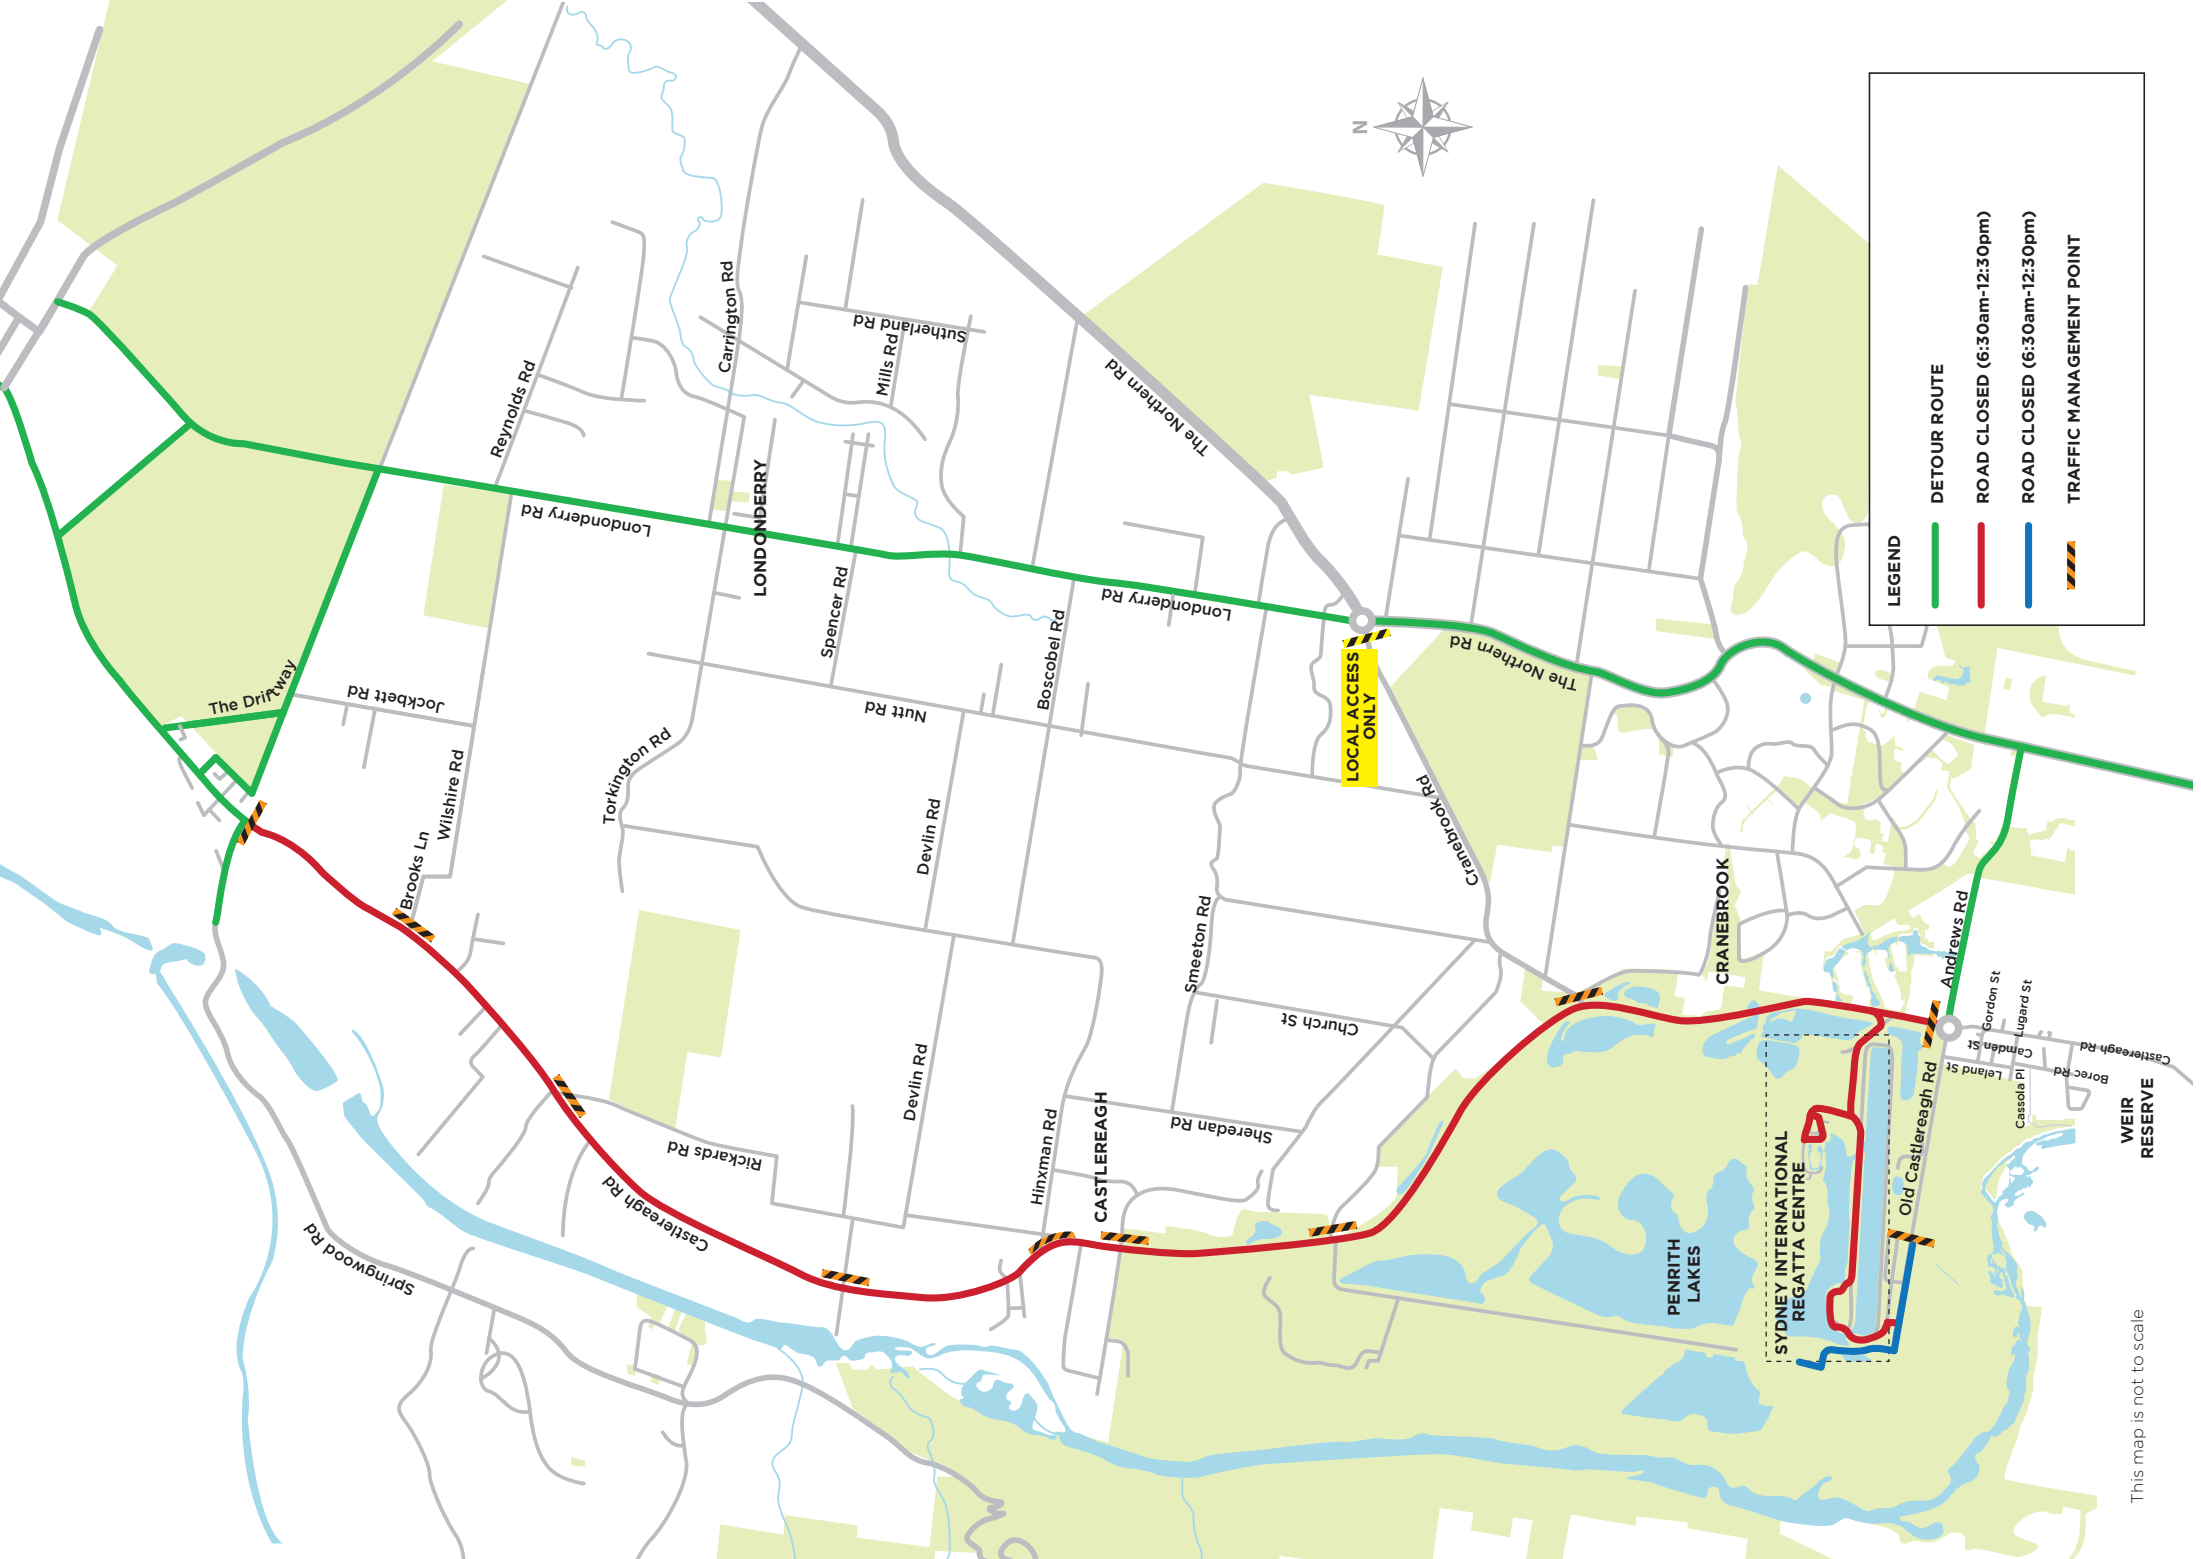 N
LEGEND
DETOUR ROUTE
ROAD CLOSED (6:30am-12:30pm)
ROAD CLOSED (6:30am-12:30pm)
TRAFFIC MANAGEMENT POINT
Reynolds Rd
Carrington Rd
Sutherland Rd
Mills Rd
The Northern Rd
Londonderry Rd
LONDONDERRY
Spencer Rd
Londonderry Rd
Boscobel Rd
The Northern Rd
LOCAL ACCESS
ONLY
The Driftway
Jockbett Rd
Nutt Rd
Torkington Rd
Wilshire Rd
Brooks Ln
Devlin Rd
Cranebrook Rd
Smeeton Rd
CRANEBROOK
Andrews Rd
Church St
Gordon St
Lugard St
Camden St
Castlereagh Rd
Leland St
Borec Rd
Cassola Pl
Old Castlereagh Rd
WEIR
RESERVE
Devlin Rd
Rickards Rd
Hinxman Rd
CASTLEREAGH
Sheredan Rd
Castlereagh Rd
Springwood Rd
PENRITH
LAKES
SYDNEY INTERNATIONAL
REGATTA CENTRE
This map is not to scale